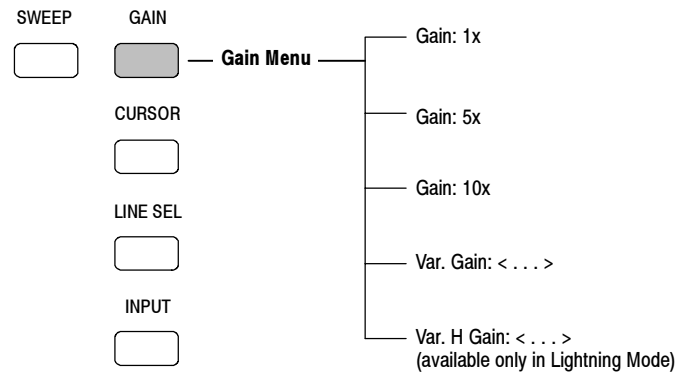 SWEEP GAIN
Gain Menu
Gain: 1x
CURSOR
Gain: 5x
Gain: 10x
LINE SEL
Var. Gain: < . . . >
INPUT
Var. H Gain: < . . . >
(available only in Lightning Mode)